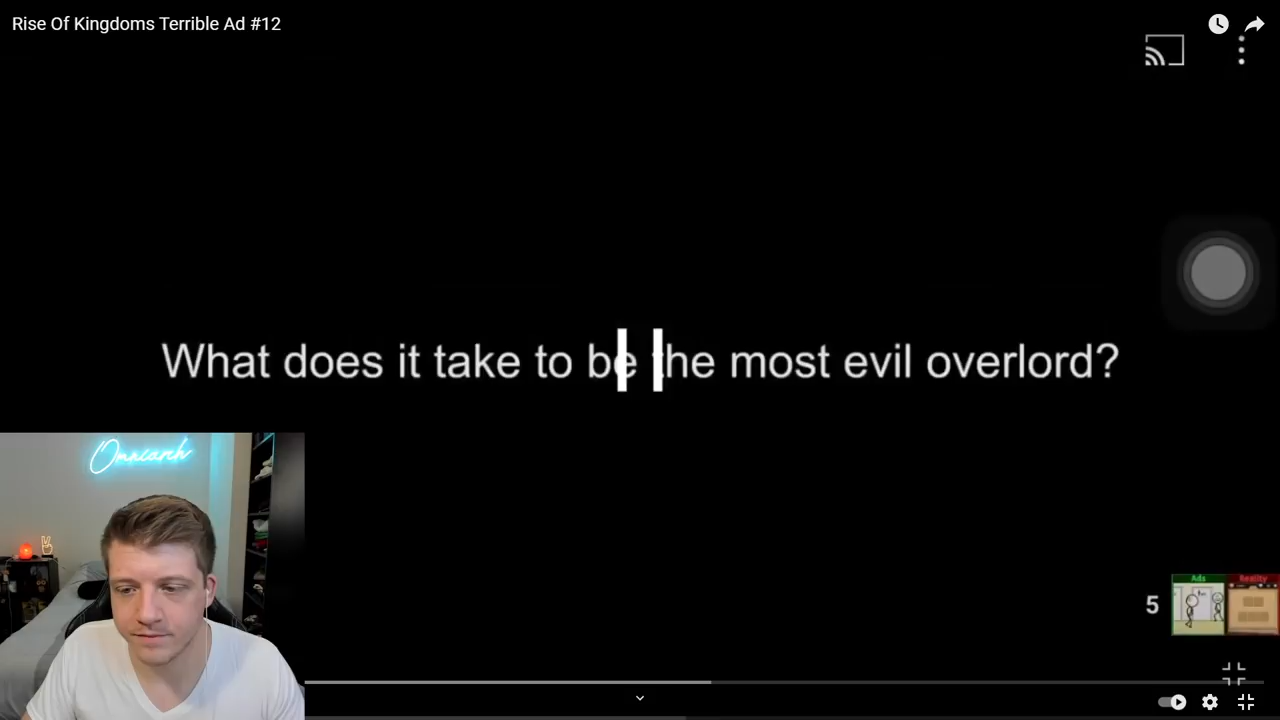 Rise Of Kingdoms Terrible Ad #12
What does it take to be the most evil overlord?
Omniarch
5
Ads
Reality